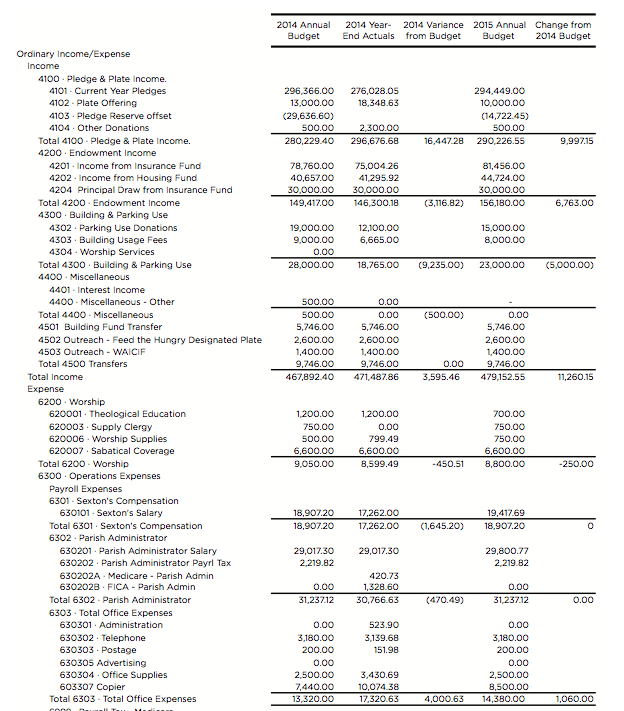 2014 Annual 2014 Year- 2014 Variance 2015 Annual Change from
Budget End Actuals from Budget Budget 2014 Budget
Ordinary Income/Expense
Income
4100 · Pledge & Plate Income.
4101 · Current Year Pledges 296,366.00 276,028.05 294,449.00
4102 · Plate Offering 13,000.00 18,348.63 10,000.00
4103 · Pledge Reserve offset (29,636.60) (14,722.45)
4104 · Other Donations 500.00 2,300.00 500.00
Total 4100 · Pledge & Plate Income. 280,229.40 296,676.68 16,447.28 290,226.55 9,997.15
4200 · Endowment Income
4201 · Income from Insurance Fund 78,760.00 75,004.26 81,456.00
4202 · Income from Housing Fund 40,657.00 41,295.92 44,724.00
4204 Principal Draw from Insurance Fund 30,000.00 30,000.00 30,000.00
Total 4200 · Endowment Income 149,417.00 146,300.18 (3,116.82) 156,180.00 6,763.00
4300 · Building & Parking Use
4302 · Parking Use Donations 19,000.00 12,100.00 15,000.00
4303 · Building Usage Fees 9,000.00 6,665.00 8,000.00
4304 · Worship Services 0.00
Total 4300 · Building & Parking Use 28,000.00 18,765.00 (9,235.00) 23,000.00 (5,000.00)
4400 · Miscellaneous
4401 · Interest Income
4400 · Miscellaneous - Other 500.00 0.00 -
Total 4400 · Miscellaneous 500.00 0.00 (500.00) 0.00
4501 Building Fund Transfer 5,746.00 5,746.00 5,746.00
4502 Outreach - Feed the Hungry Designated Plate 2,600.00 2,600.00 2,600.00
4503 Outreach - WAICIF 1,400.00 1,400.00 1,400.00
Total 4500 Transfers 9,746.00 9,746.00 0.00 9,746.00
Total Income 467,892.40 471,487.86 3,595.46 479,152.55 11,260.15
Expense
6200 · Worship
620001 · Theological Education 1,200.00 1,200.00 700.00
620003 · Supply Clergy 750.00 0.00 750.00
620006 · Worship Supplies 500.00 799.49 750.00
620007 · Sabatical Coverage 6,600.00 6,600.00 6,600.00
Total 6200 · Worship 9,050.00 8,599.49 -450.51 8,800.00 -250.00
6300 · Operations Expenses
Payroll Expenses
6301 · Sexton's Compensation
630101 · Sexton's Salary 18,907.20 17,262.00 19,417.69
Total 6301 · Sexton's Compensation 18,907.20 17,262.00 (1,645.20) 18,907.20 0
6302 · Parish Administrator
630201 · Parish Administrator Salary 29,017.30 29,017.30 29,800.77
630202 · Parish Administrator Payrl Tax 2,219.82 2,219.82
630202A · Medicare - Parish Admin 420.73
630202B · FICA - Parish Admin 0.00 1,328.60 0.00
Total 6302 · Parish Administrator 31,237.12 30,766.63 (470.49) 31,237.12 0.00
6303 · Total Office Expenses
630301 · Administration 0.00 523.90 0.00
630302 · Telephone 3,180.00 3,139.68 3,180.00
630303 · Postage 200.00 151.98 200.00
630305 Advertising 0.00 0.00
630304 · Office Supplies 2,500.00 3,430.69 2,500.00
603307 Copier 7,440.00 10,074.38 8,500.00
Total 6303 · Total Office Expenses 13,320.00 17,320.63 4,000.63 14,380.00 1,060.00